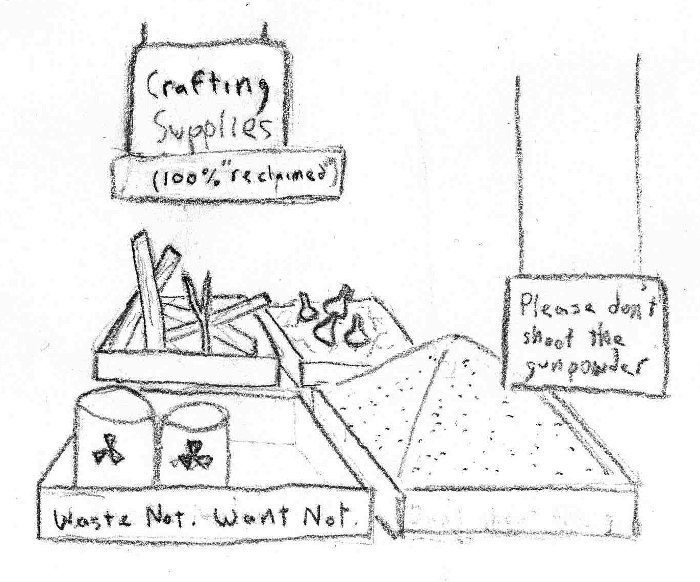 Crafting
Supplies
(100% "reclaimed")
Please don't
shoot the
gunpowder
Waste Not. Want Not.